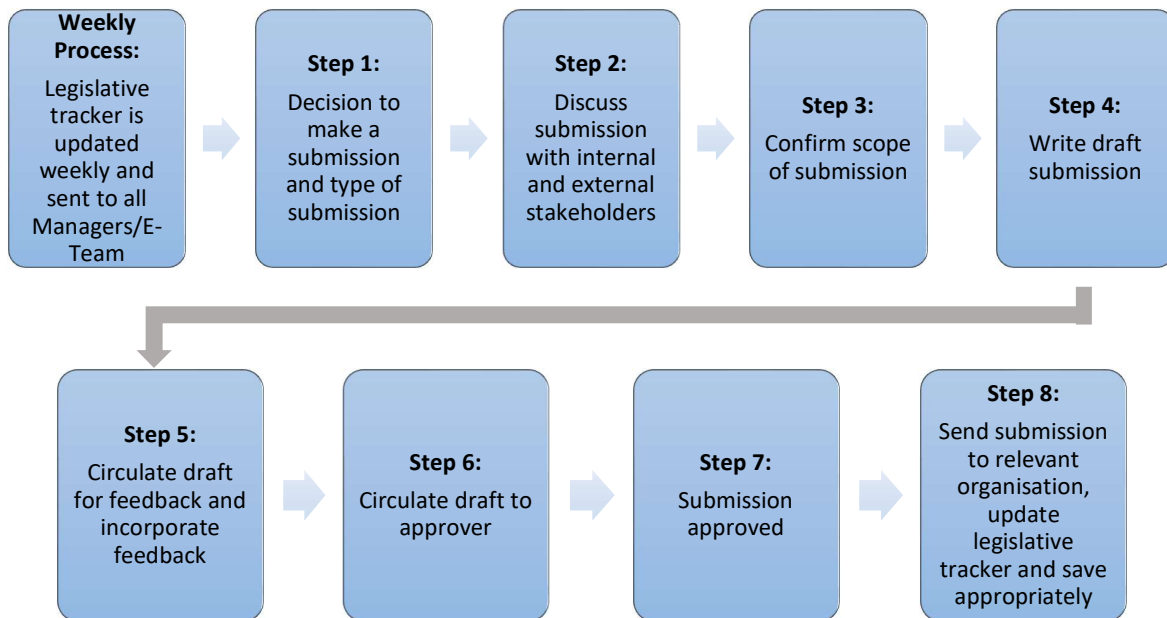 Weekly
Process:
Legislative
tracker is
updated
weekly and
sent to all
Managers/E-
Team
Step 1:
Decision to
make a
submission
and type of
submission
Step 2:
Discuss
submission
with internal
and external
stakeholders
Step 3:
Confirm scope
of submission
Step 4:
Write draft
submission
Step 5:
Circulate draft
for feedback and
incorporate
feedback
Step 6:
Circulate draft to
approver
Step 7:
Submission
approved
Step 8:
Send submission
to relevant
organisation,
update
legislative
tracker and save
appropriately